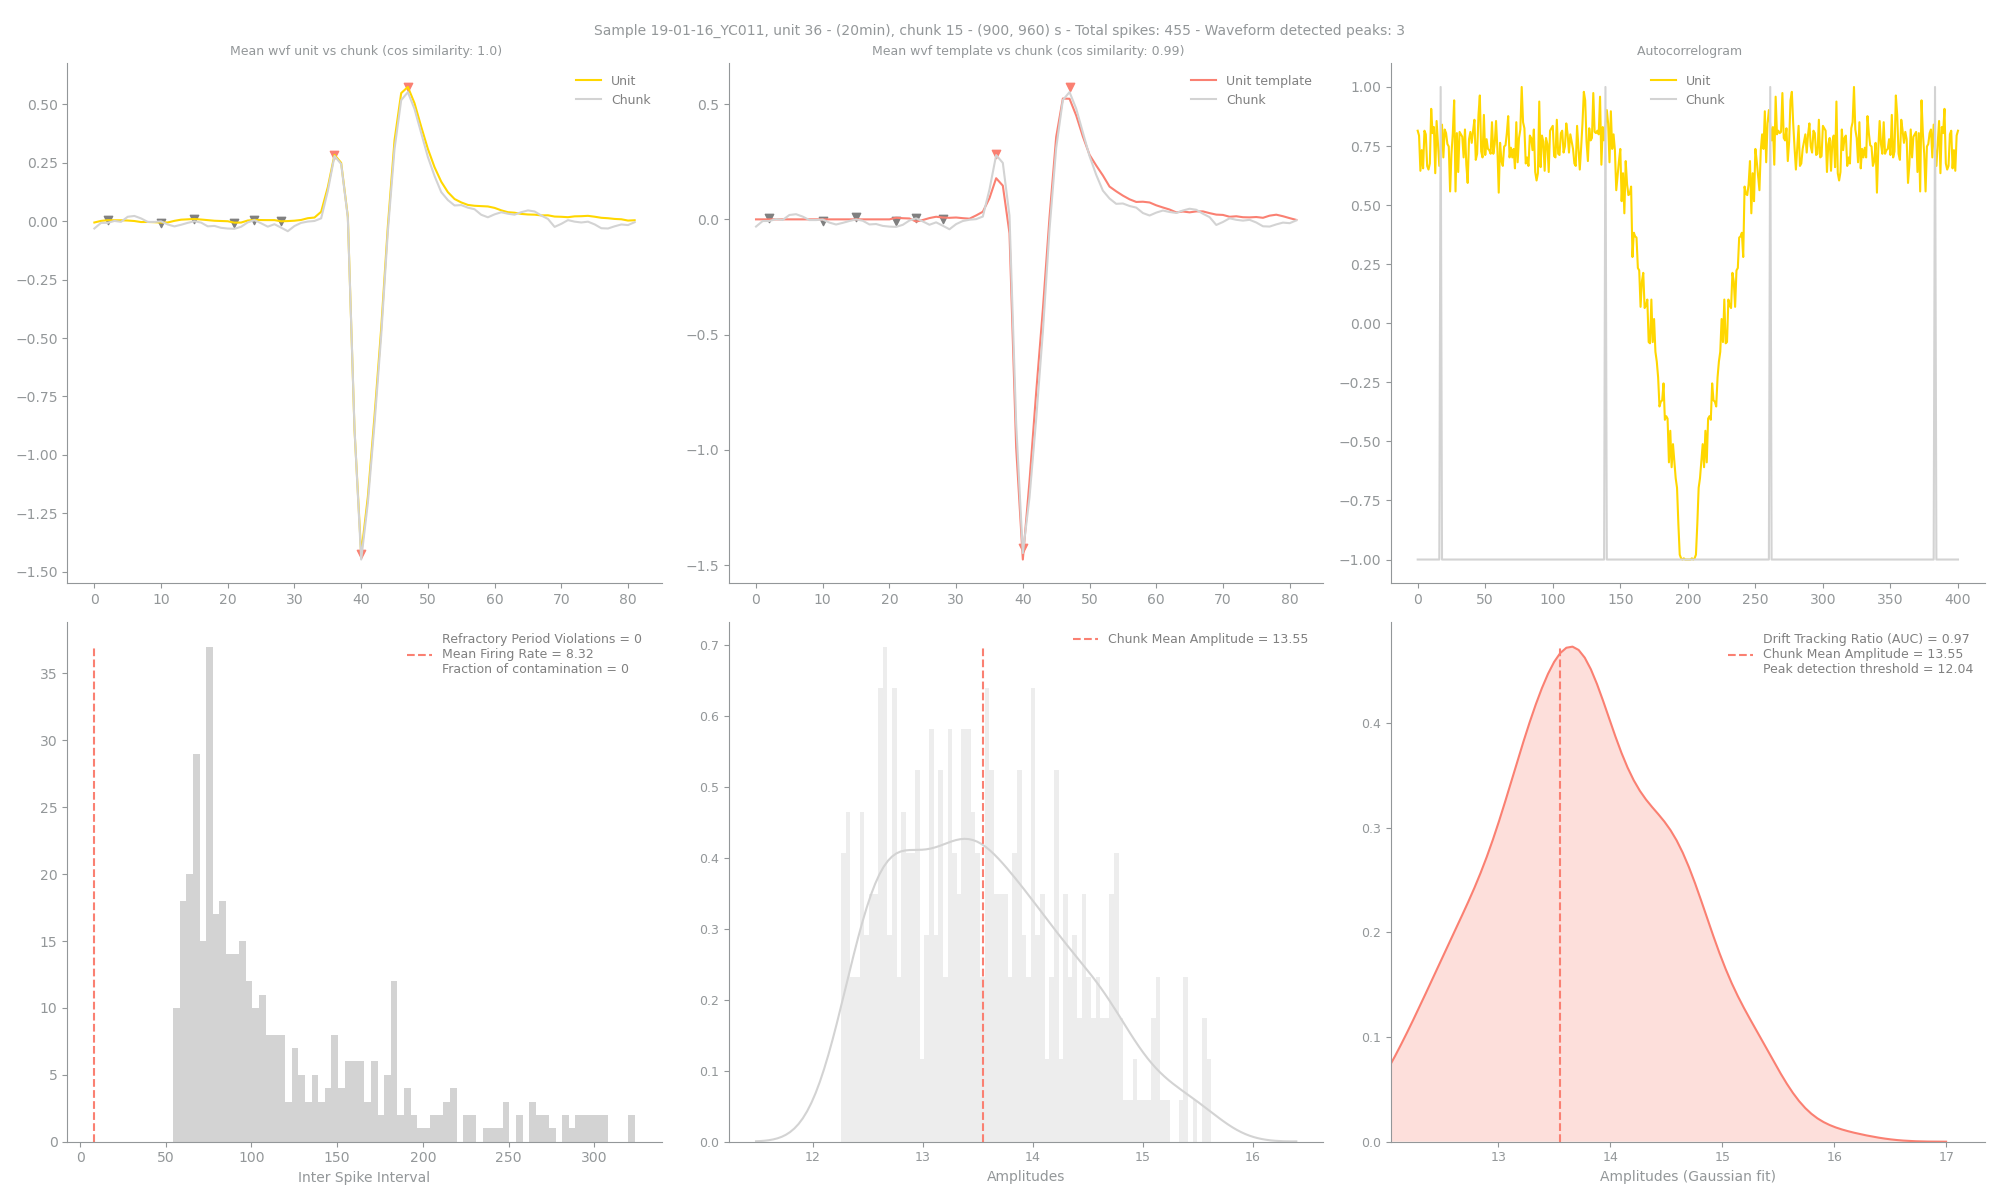 Sample 19-01-16_YC011, unit 36 - (20min), chunk 15 - (900, 960) s - Total spikes: 455 - Waveform detected peaks: 3
Mean wvf unit vs chunk (cos similarity: 1.0)
Unit
Chunk
0.50
0.25
0.00
−0.25
−0.50
−0.75
−1.00
−1.25
−1.50
0 10 20 30 40 50 60 70 80
Mean wvf template vs chunk (cos similarity: 0.99)
Unit template
Chunk
0.5
0.0
−0.5
−1.0
−1.5
0 10 20 30 40 50 60 70 80
Autocorrelogram
Unit
Chunk
1.00
0.75
0.50
0.25
0.00
−0.25
−0.50
−0.75
−1.00
0 50 100 150 200 250 300 350 400
Refractory Period Violations = 0
Mean Firing Rate = 8.32
Fraction of contamination = 0
35
30
25
20
15
10
5
0
0 50 100 150 200 250 300
Inter Spike Interval
Chunk Mean Amplitude = 13.55
0.7
0.6
0.5
0.4
0.3
0.2
0.1
0.0
12 13 14 15 16
Amplitudes
Drift Tracking Ratio (AUC) = 0.97
Chunk Mean Amplitude = 13.55
Peak detection threshold = 12.04
0.4
0.3
0.2
0.1
0.0
13 14 15 16 17
Amplitudes (Gaussian fit)